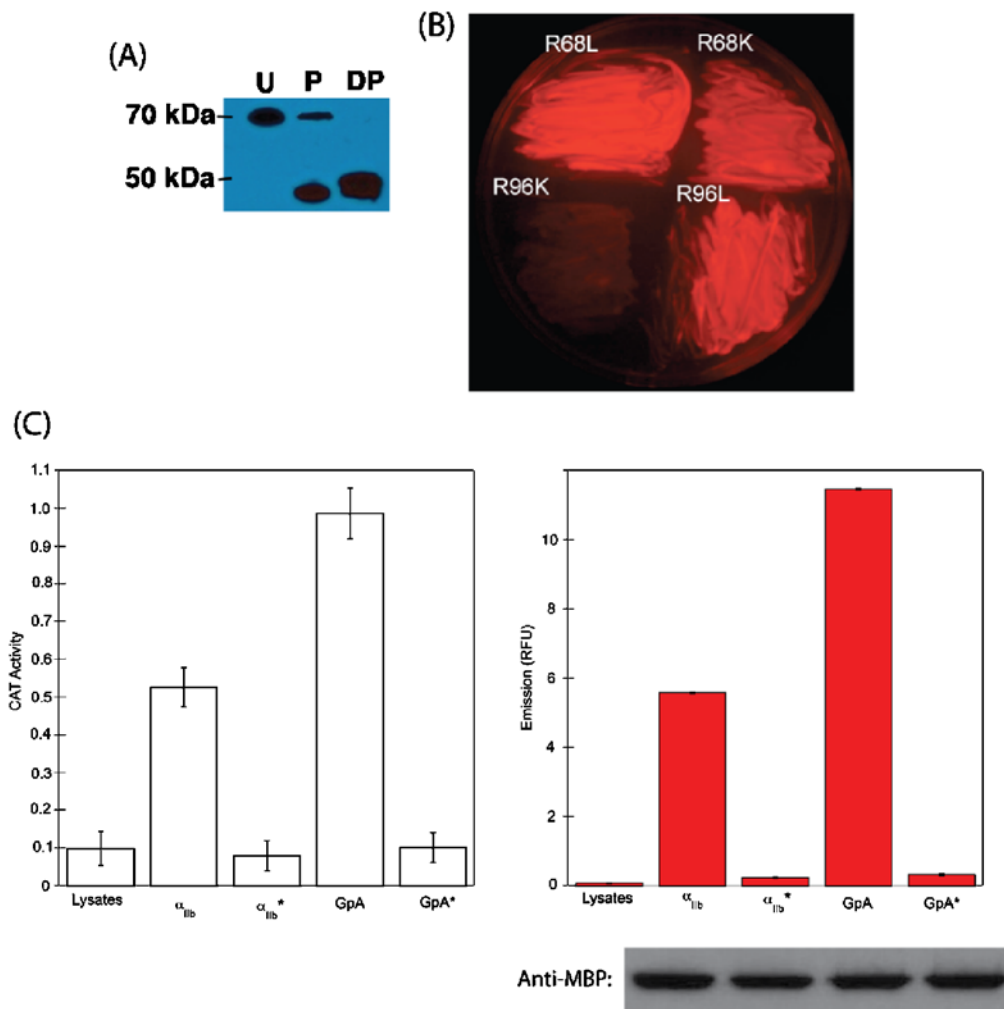 (A)
U P DP
70 kDa
50 kDa
(B)
R68L R68K
R96K R96L
(C)
1.1
1.0
0.9
0.8
0.7
0.6
0.5
0.4
0.3
0.2
0.1
0
CAT Activity
Lysates αIIb αIIb* GpA GpA*
10
8
6
4
2
0
Emission (RFU)
Lysates αIIb αIIb* GpA GpA*
Anti-MBP: